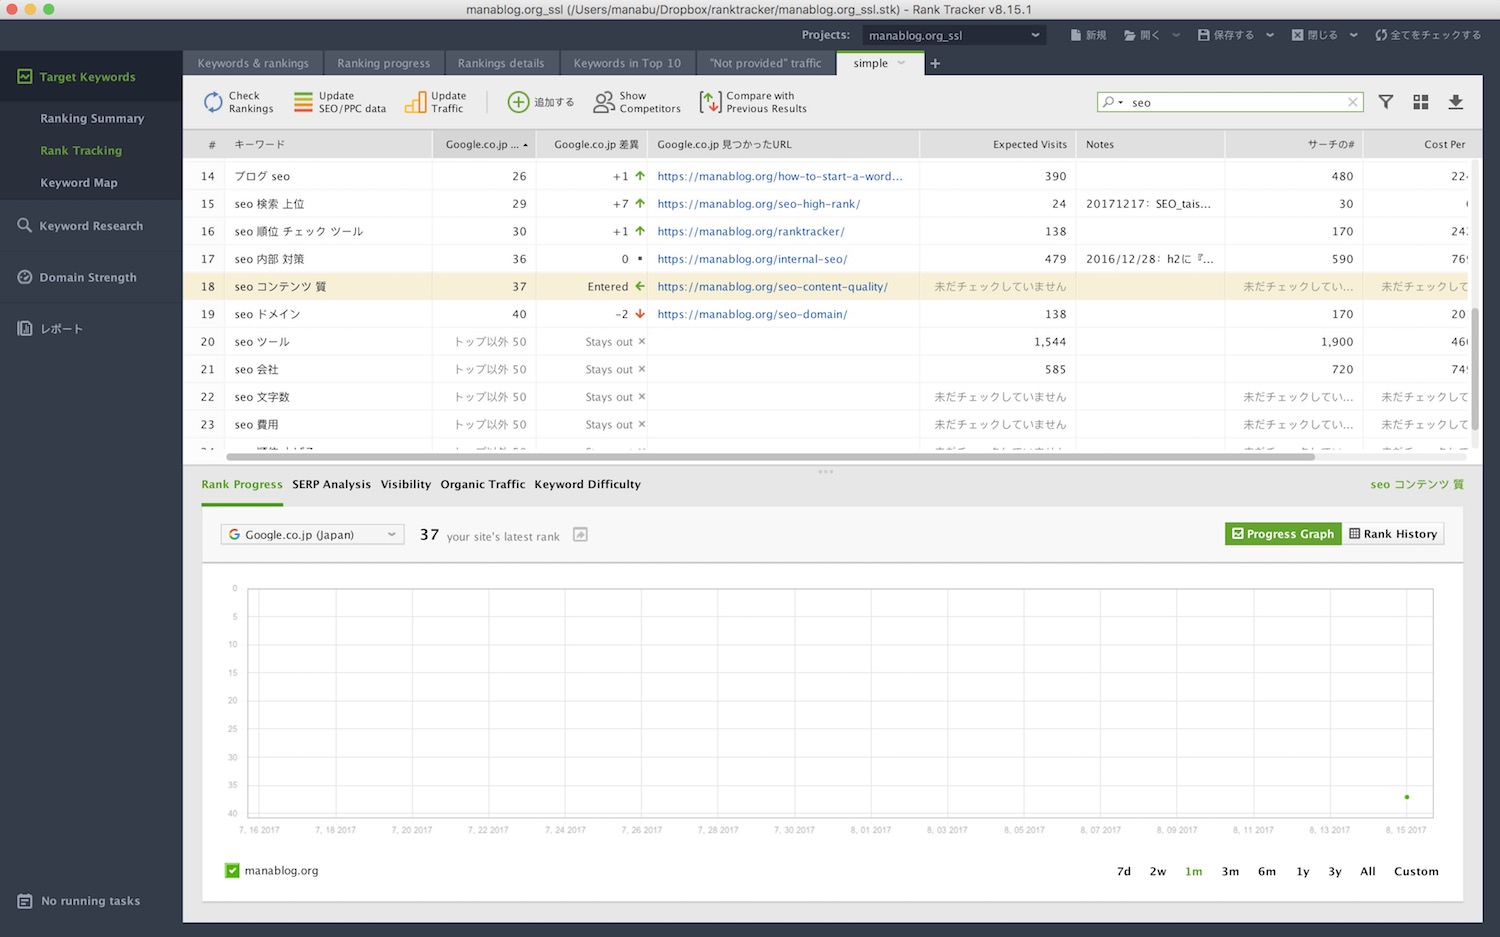 manablog.org_ssl (/Users/manabu/Dropbox/ranktracker/manablog.org_ssl.stk) - Rank Tracker v8.15.1
Projects: manablog.org_ssl 新規 開く 保存する 閉じる 全てをチェックする
Target Keywords
Ranking Summary
Rank Tracking
Keyword Map
Keyword Research
Domain Strength
レポート
No running tasks
Keywords & rankings Ranking progress Rankings details Keywords in Top 10 "Not provided" traffic simple +
Check Rankings
Update SEO/PPC data
Update Traffic
追加する
Show Competitors
Compare with Previous Results
seo
# キーワード Google.co.jp ... Google.co.jp 差異 Google.co.jp 見つかったURL Expected Visits Notes サーチの# Cost Per
14 ブログ seo 26 +1 https://manablog.org/how-to-start-a-word... 390 480 224
15 seo 検索 上位 29 +7 https://manablog.org/seo-high-rank/ 24 20171217: SEO_tais... 30
16 seo 順位 チェック ツール 30 +1 https://manablog.org/ranktracker/ 138 170 24
17 seo 内部 対策 36 0 https://manablog.org/internal-seo/ 479 2016/12/28: h2に『... 590 76
18 seo コンテンツ 質 37 Entered https://manablog.org/seo-content-quality/ 未だチェックしていません 未だチェックしてい... 未だチェックして
19 seo ドメイン 40 -2 https://manablog.org/seo-domain/ 138 170 20
20 seo ツール トップ以外 50 Stays out 1,544 1,900 46
21 seo 会社 トップ以外 50 Stays out 585 720 74
22 seo 文字数 トップ以外 50 Stays out 未だチェックしていません 未だチェックしてい... 未だチェックして
23 seo 費用 トップ以外 50 Stays out 未だチェックしていません 未だチェックしてい... 未だチェックして
Rank Progress SERP Analysis Visibility Organic Traffic Keyword Difficulty seo コンテンツ 質
Google.co.jp (Japan) 37 your site's latest rank Progress Graph Rank History
0
5
10
15
20
25
30
35
40
7, 16 2017 7, 18 2017 7, 20 2017 7, 22 2017 7, 24 2017 7, 26 2017 7, 28 2017 7, 30 2017 8, 01 2017 8, 03 2017 8, 05 2017 8, 07 2017 8, 09 2017 8, 11 2017 8, 13 2017 8, 15 2017
manablog.org 7d 2w 1m 3m 6m 1y 3y All Custom